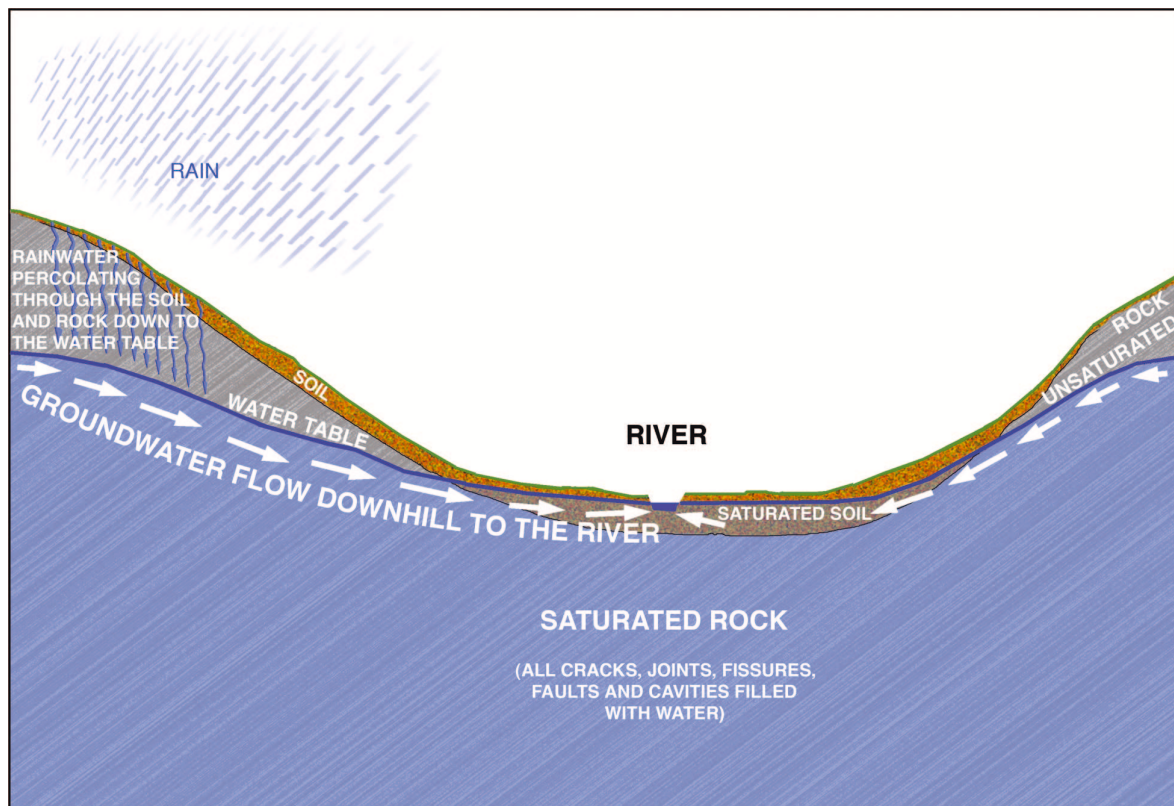 RAIN
RAINWATER
PERCOLATING
THROUGH THE SOIL
AND ROCK DOWN TO
THE WATER TABLE
SOIL
WATER TABLE
GROUNDWATER FLOW DOWNHILL TO THE RIVER
RIVER
ROCK
UNSATURATED
SATURATED SOIL
SATURATED ROCK
(ALL CRACKS, JOINTS, FISSURES,
FAULTS AND CAVITIES FILLED
WITH WATER)